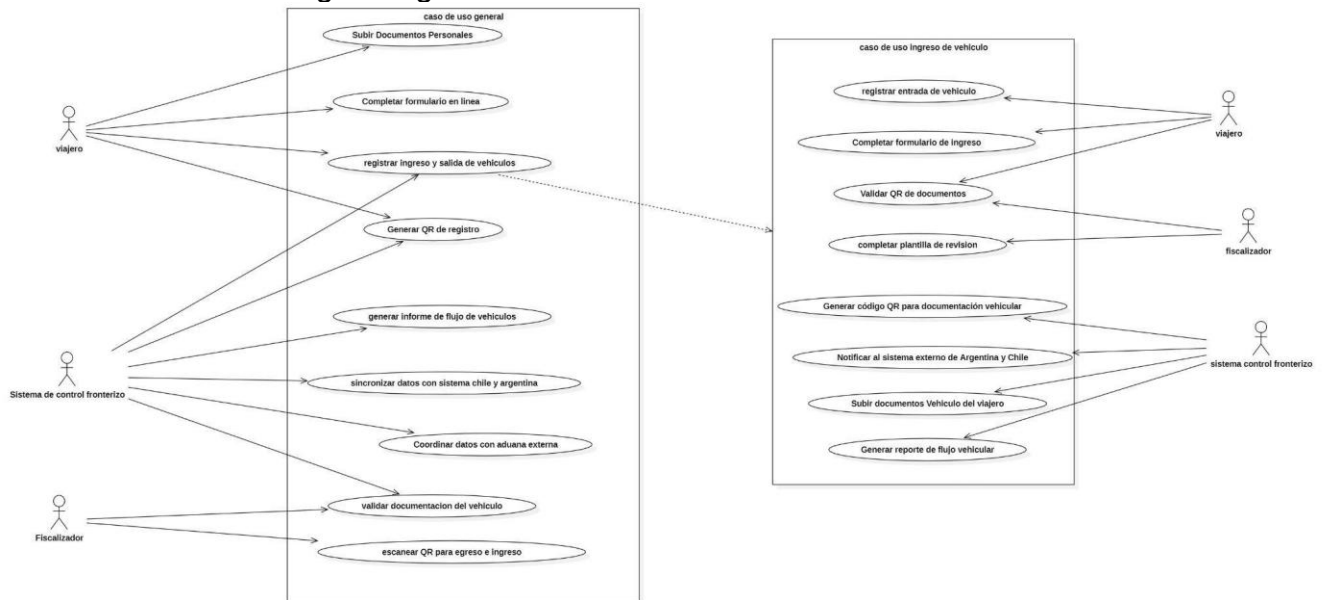 caso de uso general
Subir Documentos Personales
Completar formulario en linea
viajero
registrar ingreso y salida de vehiculos
Generar QR de registro
generar informe de flujo de vehiculos
Sistema de control fronterizo
sincronizar datos con sistema chile y argentina
Coordinar datos con aduana externa
validar documentacion del vehiculo
Fiscalizador
escanear QR para egreso e ingreso
caso de uso ingreso de vehiculo
registrar entrada de vehiculo
viajero
Completar formulario de ingreso
Validar QR de documentos
completar plantilla de revision
fiscalizador
Generar código QR para documentación vehicular
Notificar al sistema externo de Argentina y Chile
sistema control fronterizo
Subir documentos Vehiculo del viajero
Generar reporte de flujo vehicular